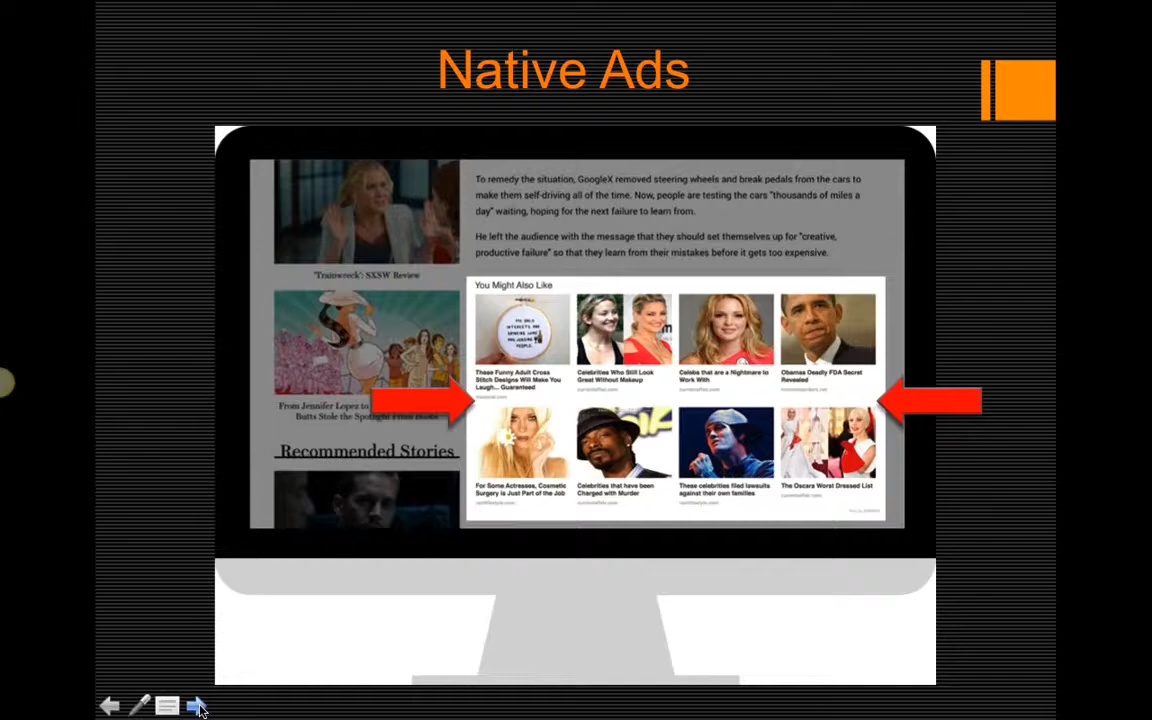 Native Ads
To remedy the situation, GoogleX removed steering wheels and break pedals from the cars to
make them self-driving all of the time. Now, people are testing the cars "thousands of miles a
day" waiting, hoping for the next failure to learn from.
He left the audience with the message that they should set themselves up for "creative,
productive failure" so that they learn from their mistakes before it gets too expensive.
'Trainwreck': SXSW Review
From Jennifer Lopez to
Butts Stole the Spotlight From Boobs
Recommended Stories
You Might Also Like
These Funny Adult Cross
Stitch Designs Will Make You
Laugh... Guaranteed
Celebrities Who Still Look
Great Without Makeup
Celebs that are a Nightmare to
Work With
Obamas Deadly FDA Secret
Revealed
For Some Actresses, Cosmetic
Surgery is Just Part of the Job
Celebrities that have been
Charged with Murder
These celebrities filed lawsuits
against their own families
The Oscars Worst Dressed List